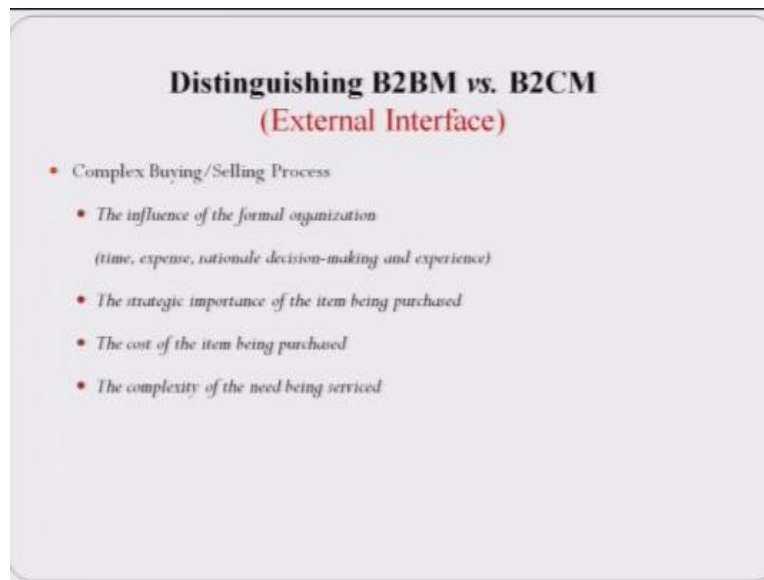 Distinguishing B2BM vs. B2CM
(External Interface)
• Complex Buying/Selling Process
• The influence of the formal organization
(time, expense, rationale decision-making and experience)
• The strategic importance of the item being purchased
• The cost of the item being purchased
• The complexity of the need being serviced